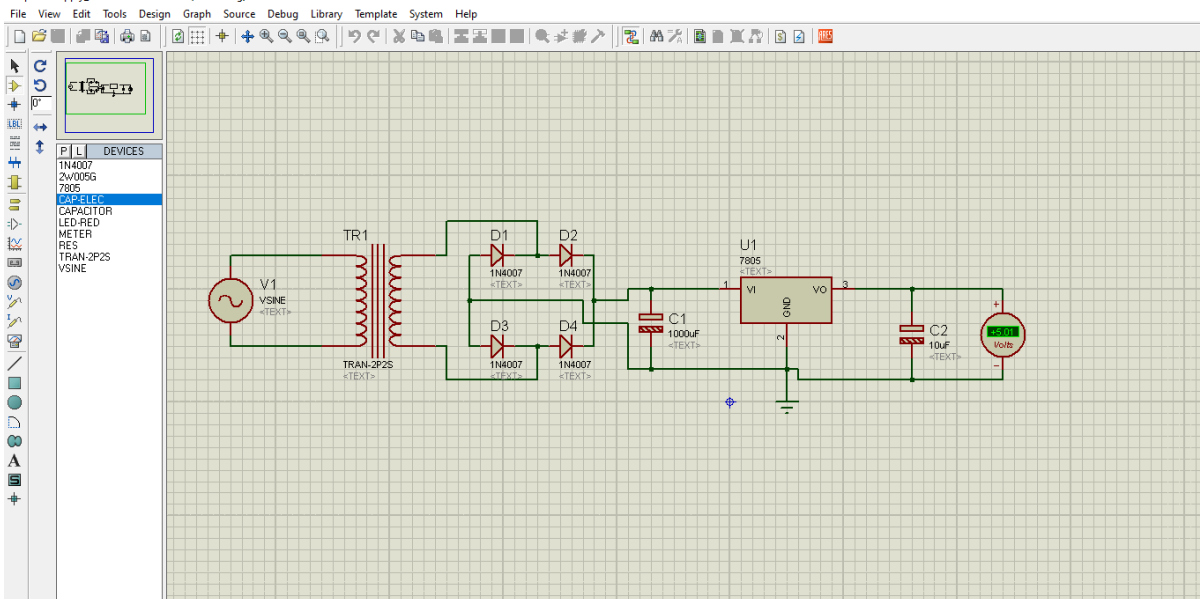 File View Edit Tools Design Graph Source Debug Library Template System Help
0°
LBL
P L DEVICES
1N4007
2W005G
7805
CAP-ELEC
CAPACITOR
LED-RED
METER
RES
TRAN-2P2S
VSINE
A
S
ARES
TR1
TRAN-2P2S
<TEXT>
V1
VSINE
<TEXT>
D1
1N4007
<TEXT>
D2
1N4007
<TEXT>
D3
1N4007
<TEXT>
D4
1N4007
<TEXT>
C1
1000uF
<TEXT>
U1
7805
<TEXT>
1
VI
VO
3
GND
2
C2
10uF
<TEXT>
+
+5.01
Volts
-